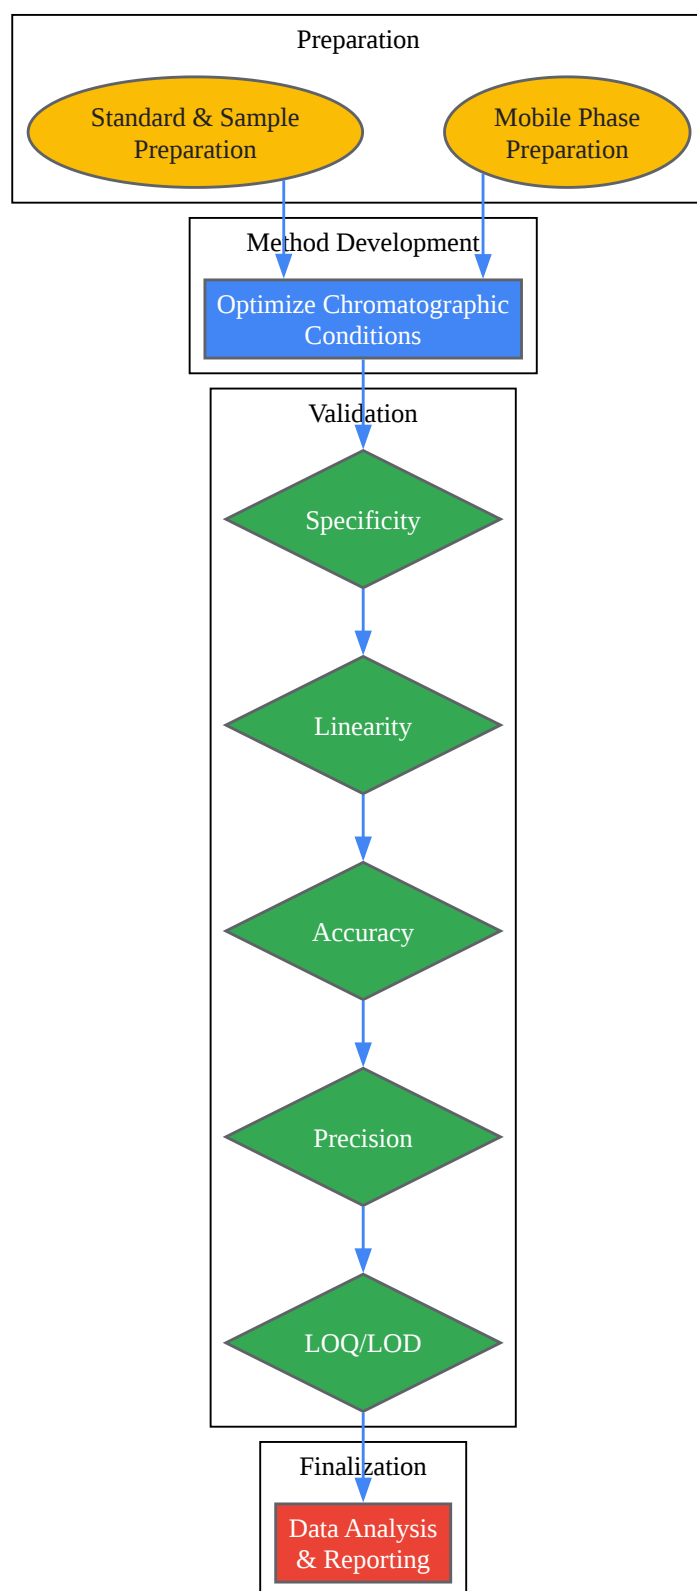 Preparation
Standard & Sample
Preparation
Mobile Phase
Preparation
Method Development
Optimize Chromatographic
Conditions
Validation
Specificity
Linearity
Accuracy
Precision
LOQ/LOD
Finalization
Data Analysis
& Reporting